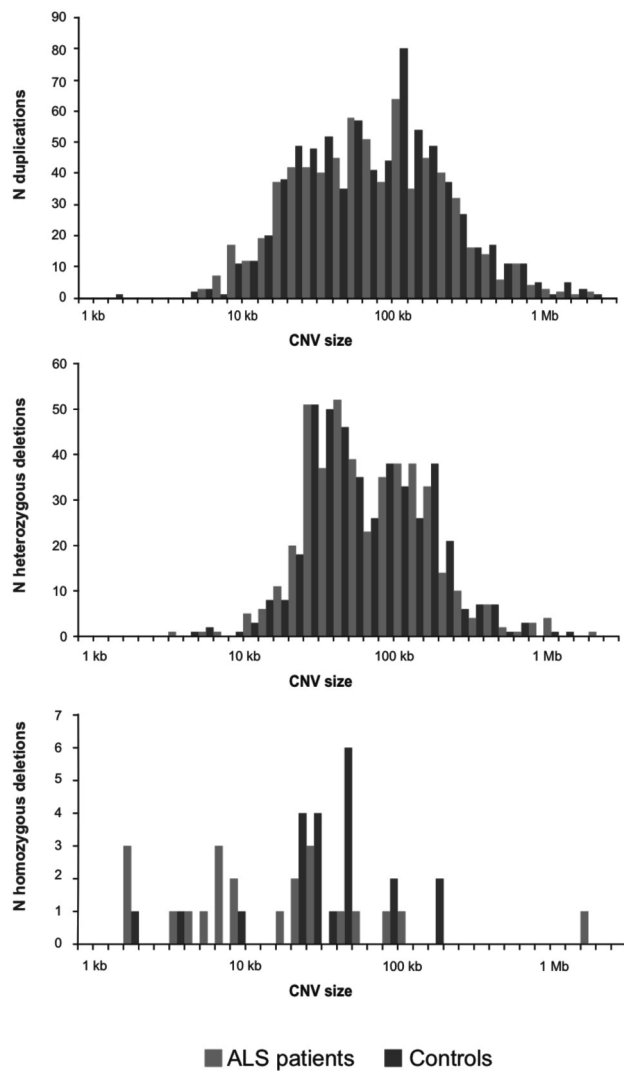 90
80
70
60
50
40
30
20
10
0
N duplications
1 kb 10 kb 100 kb 1 Mb
CNV size
60
50
40
30
20
10
0
N heterozygous deletions
1 kb 10 kb 100 kb 1 Mb
CNV size
7
6
5
4
3
2
1
0
N homozygous deletions
1 kb 10 kb 100 kb 1 Mb
CNV size
ALS patients Controls